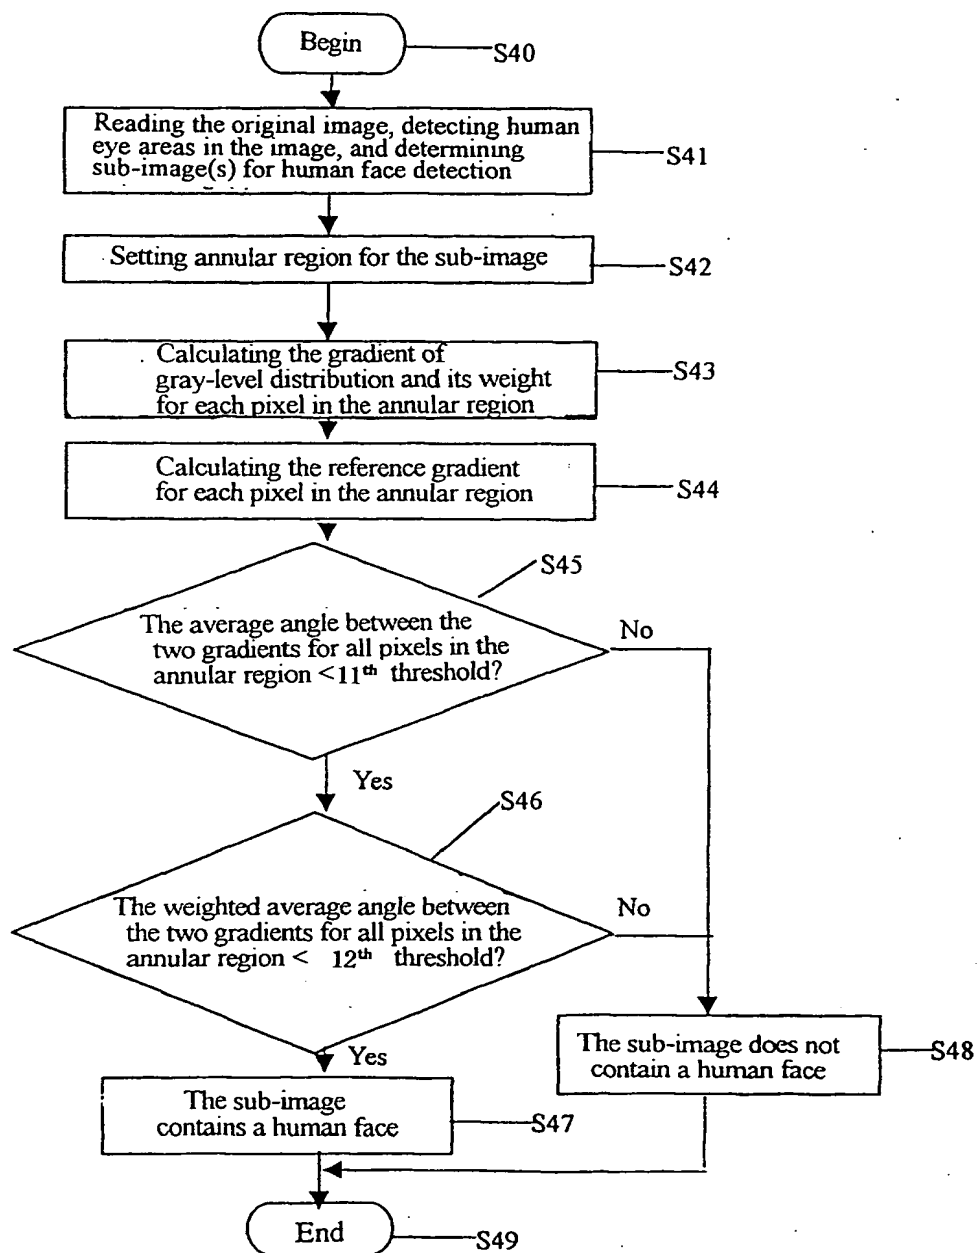 Begin
S40
Reading the original image, detecting human
eye areas in the image, and determining
sub-image(s) for human face detection
S41
Setting annular region for the sub-image
S42
Calculating the gradient of
gray-level distribution and its weight
for each pixel in the annular region
S43
Calculating the reference gradient
for each pixel in the annular region
S44
S45
The average angle between the
two gradients for all pixels in the
annular region <11th threshold?
No
Yes
S46
The weighted average angle between
the two gradients for all pixels in the
annular region < 12th threshold?
No
Yes
The sub-image does not
contain a human face
S48
The sub-image
contains a human face
S47
End
S49